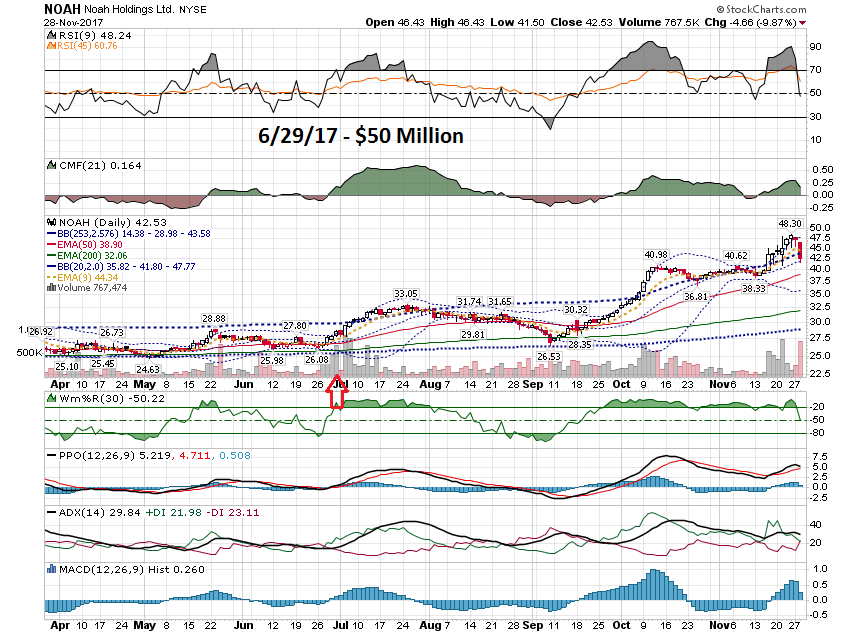 NOAH Noah Holdings Ltd. NYSE © StockCharts.com
28-Nov-2017 Open 46.43 High 46.43 Low 41.50 Close 42.53 Volume 767.5K Chg -4.66 (-9.87%)
RSI(9) 48.24
RSI(45) 60.76
90
70
50
30
10
6/29/17 - $50 Million
CMF(21) 0.164
0.50
0.25
0.00
-0.25
NOAH (Daily) 42.53
BB(253,2.576) 14.38 - 28.98 - 43.58
EMA(50) 38.90
EMA(200) 32.06
BB(20,2.0) 35.82 - 41.80 - 47.77
EMA(9) 44.34
Volume 767,474
48.30
50.0
47.5
45.0
42.5
40.0
37.5
35.0
32.5
30.0
27.5
25.0
22.5
40.98
40.62
36.81
38.33
33.05
31.74
31.65
30.32
28.88
27.80
29.81
28.35
26.92
26.73
26.53
26.08
25.98
25.45
25.10
24.63
500K
Apr 10 17 24 May 8 15 22 Jun 12 19 26 Jul 10 17 24 Aug 7 14 21 28 Sep 11 18 25 Oct 9 16 23 Nov 6 13 20 27
Wm%R(30) -50.22
-20
-50
-80
PPO(12,26,9) 5.219, 4.711, 0.508
7.5
5.0
2.5
0.0
-2.5
ADX(14) 29.84 +DI 21.98 -DI 23.11
40
20
MACD(12,26,9) Hist 0.260
1.0
0.5
0.0
-0.5
Apr 10 17 24 May 8 15 22 Jun 12 19 26 Jul 10 17 24 Aug 7 14 21 28 Sep 11 18 25 Oct 9 16 23 Nov 6 13 20 27